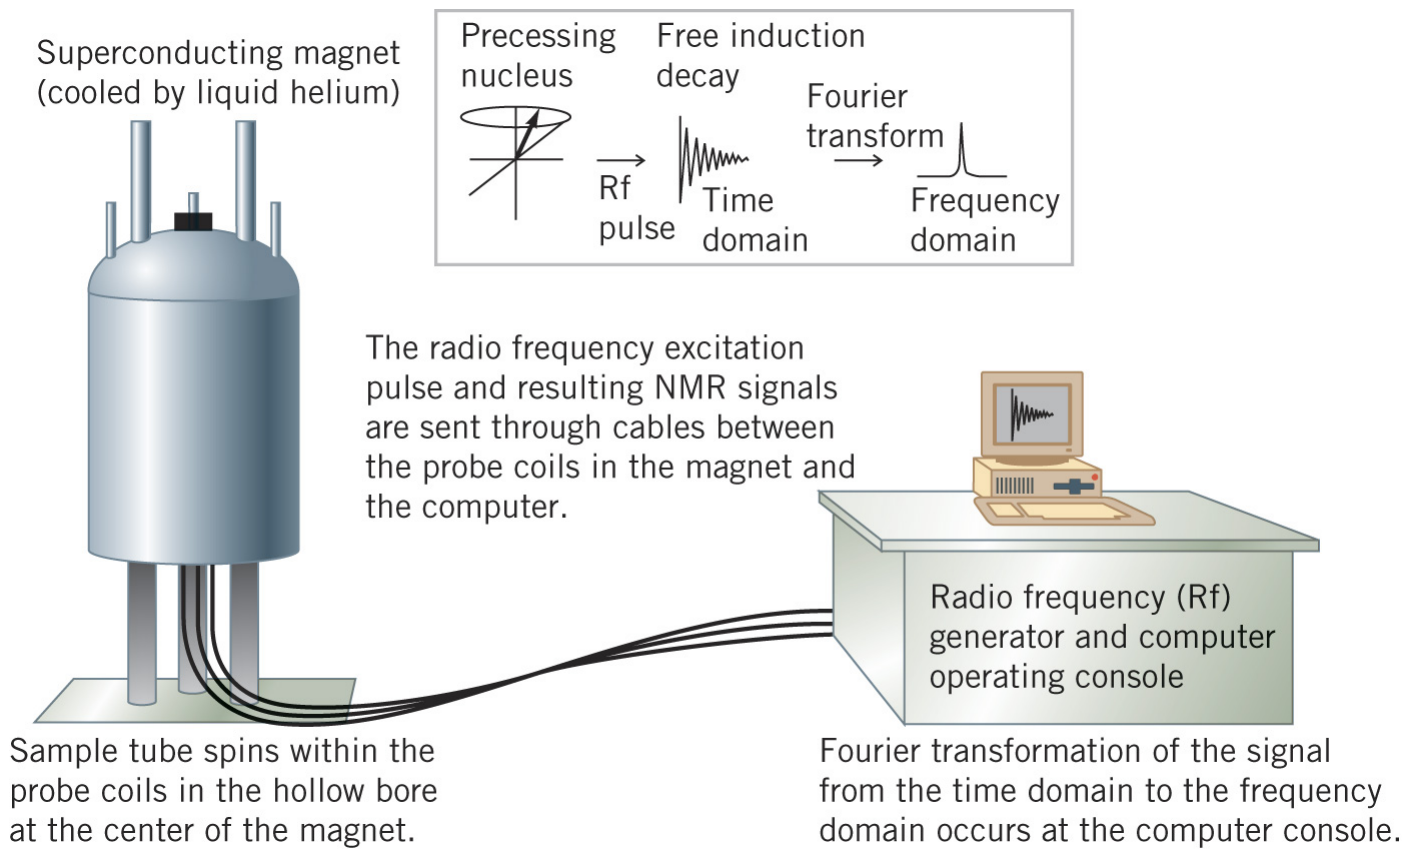 Superconducting magnet
(cooled by liquid helium)
Precessing
nucleus
Rf
pulse
Free induction
decay
Time
domain
Fourier
transform
Frequency
domain
The radio frequency excitation
pulse and resulting NMR signals
are sent through cables between
the probe coils in the magnet and
the computer.
Radio frequency (Rf)
generator and computer
operating console
Sample tube spins within the
probe coils in the hollow bore
at the center of the magnet.
Fourier transformation of the signal
from the time domain to the frequency
domain occurs at the computer console.